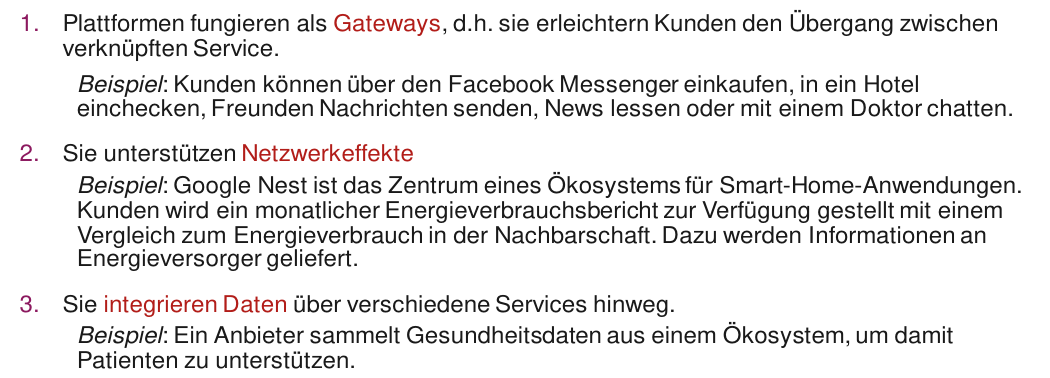 1. Plattformen fungieren als Gateways, d.h. sie erleichtern Kunden den Übergang zwischen
verknüpften Service.
Beispiel: Kunden können über den Facebook Messenger einkaufen, in ein Hotel
einchecken, Freunden Nachrichten senden, News lessen oder mit einem Doktor chatten.
2. Sie unterstützen Netzwerkeffekte
Beispiel: Google Nest ist das Zentrum eines Ökosystems für Smart-Home-Anwendungen.
Kunden wird ein monatlicher Energieverbrauchsbericht zur Verfügung gestellt mit einem
Vergleich zum Energieverbrauch in der Nachbarschaft. Dazu werden Informationen an
Energieversorger geliefert.
3. Sie integrieren Daten über verschiedene Services hinweg.
Beispiel: Ein Anbieter sammelt Gesundheitsdaten aus einem Ökosystem, um damit
Patienten zu unterstützen.